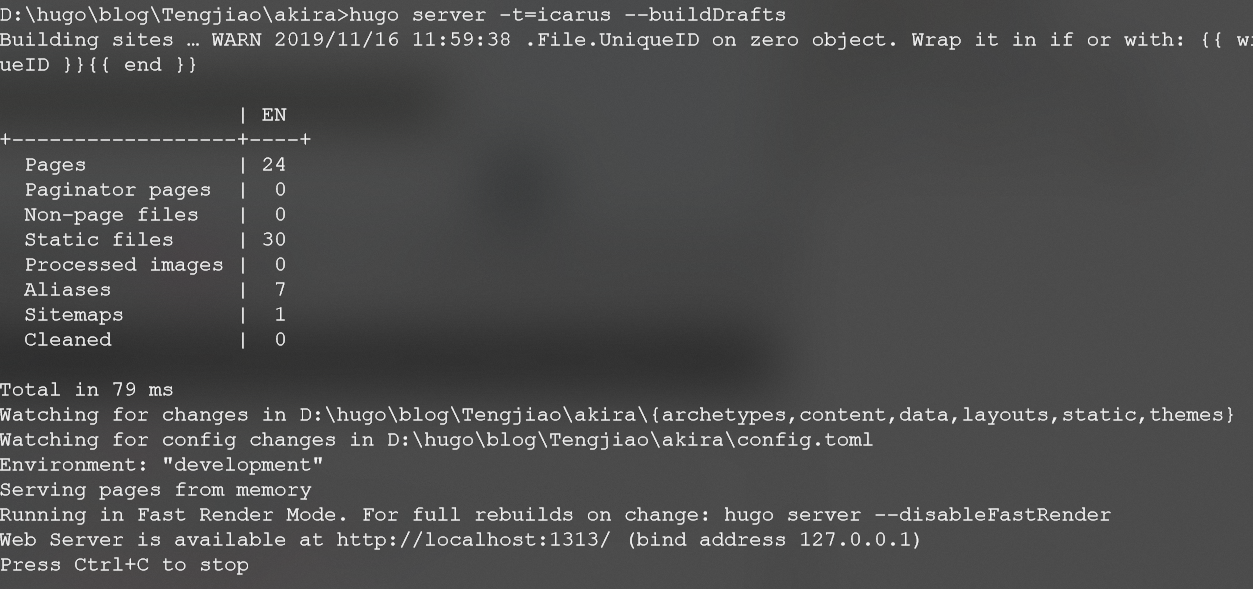 D:\hugo\blog\Tengjiao\akira>hugo server -t=icarus --buildDrafts
Building sites … WARN 2019/11/16 11:59:38 .File.UniqueID on zero object. Wrap it in if or with: {{
ueID }}{{ end }}
| EN
+------------------+----+
Pages | 24
Paginator pages | 0
Non-page files | 0
Static files | 30
Processed images | 0
Aliases | 7
Sitemaps | 1
Cleaned | 0
Total in 79 ms
Watching for changes in D:\hugo\blog\Tengjiao\akira\{archetypes,content,data,layouts,static,themes}
Watching for config changes in D:\hugo\blog\Tengjiao\akira\config.toml
Environment: "development"
Serving pages from memory
Running in Fast Render Mode. For full rebuilds on change: hugo server --disableFastRender
Web Server is available at http://localhost:1313/ (bind address 127.0.0.1)
Press Ctrl+C to stop